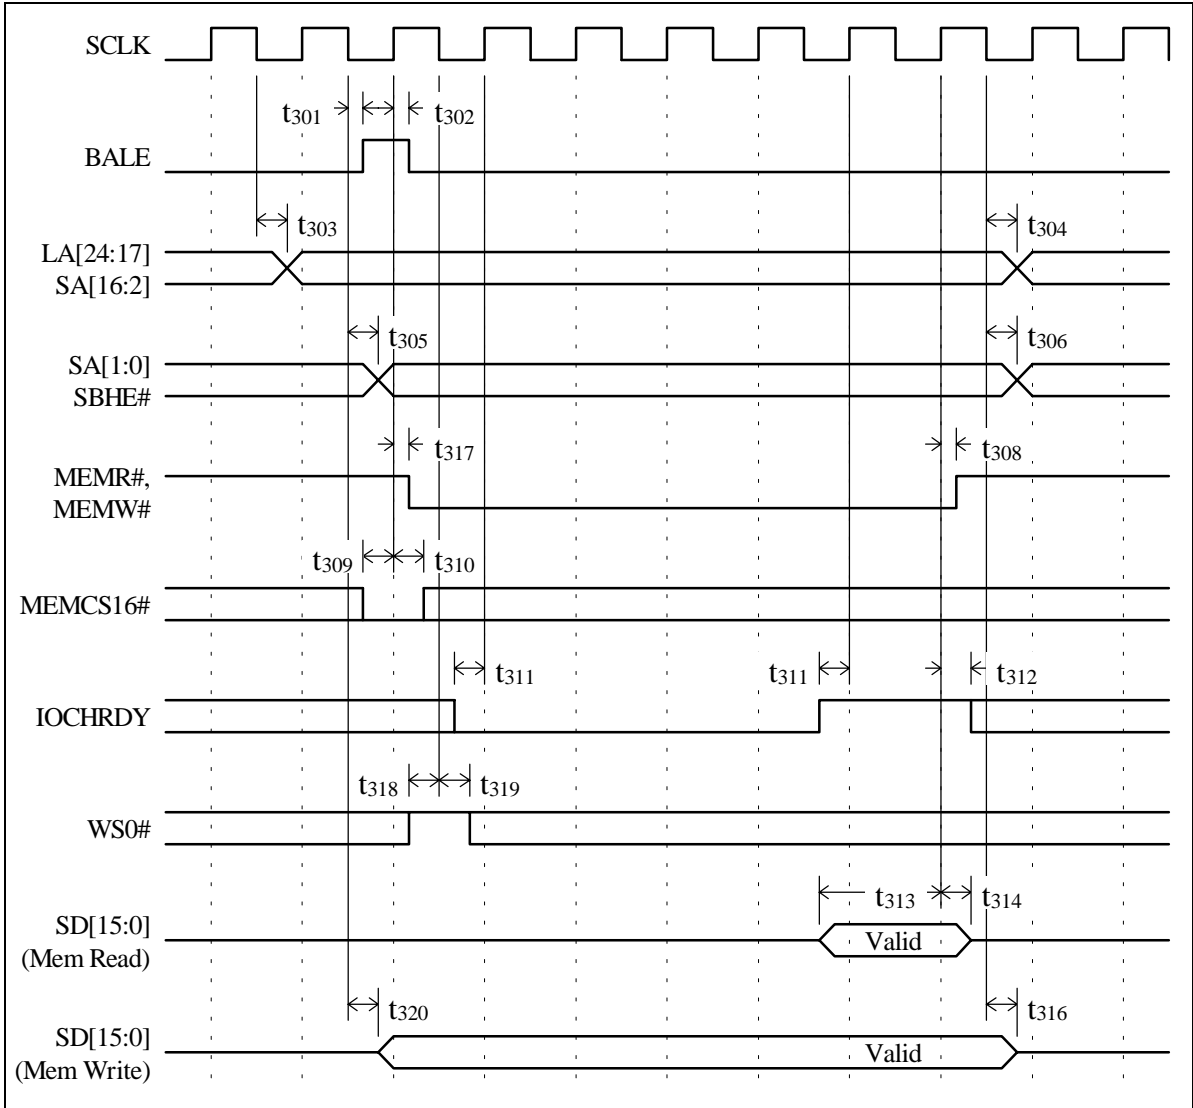 SCLK
t301 t302
BALE
t303 t304
LA[24:17]
SA[16:2]
t305 t306
SA[1:0]
SBHE#
t317 t308
MEMR#,
MEMW#
t309 t310
MEMCS16#
t311 t311 t312
IOCHRDY
t318 t319
WS0#
t313 t314
SD[15:0]
(Mem Read)
Valid
t320 t316
SD[15:0]
(Mem Write)
Valid